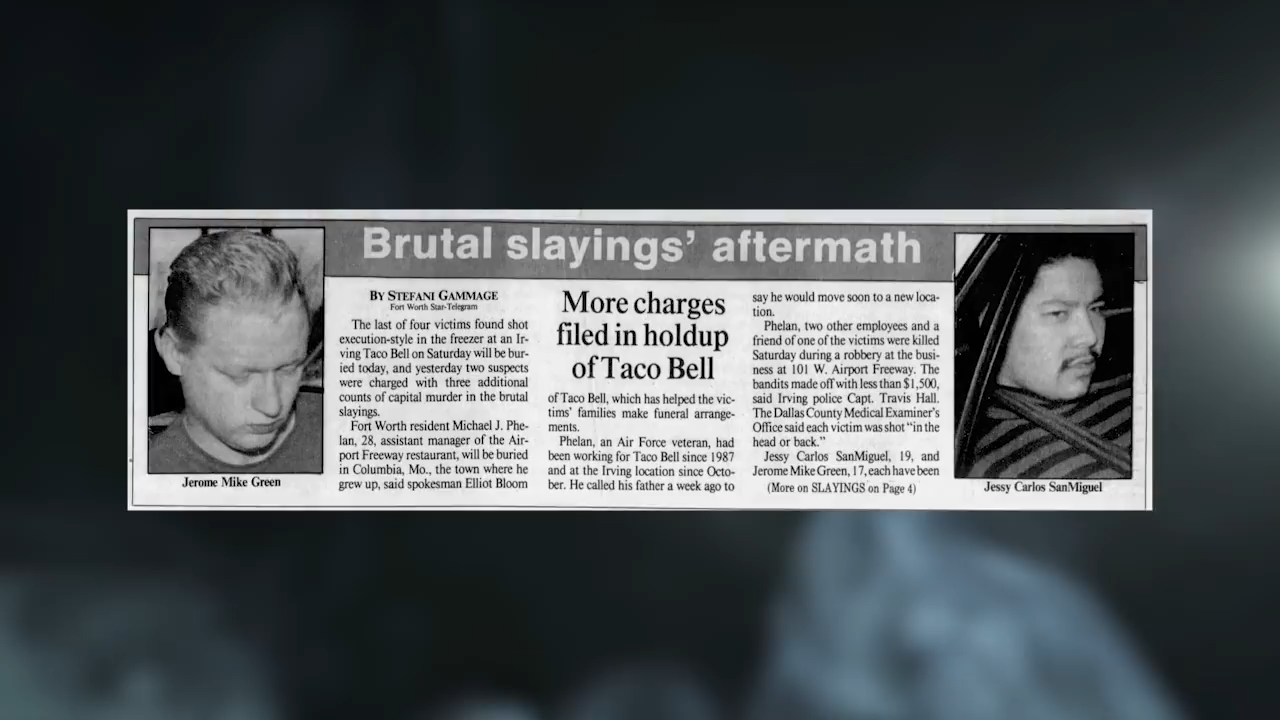 Brutal slayings' aftermath
Jerome Mike Green
BY STEFANI GAMMAGE
Fort Worth Star-Telegram
The last of four victims found shot
execution-style in the freezer at an Ir-
ving Taco Bell on Saturday will be bur-
ied today, and yesterday two suspects
were charged with three additional
counts of capital murder in the brutal
slayings.
Fort Worth resident Michael J. Phe-
lan, 28, assistant manager of the Air-
port Freeway restaurant, will be buried
in Columbia, Mo., the town where he
grew up, said spokesman Elliot Bloom
More charges
filed in holdup
of Taco Bell
of Taco Bell, which has helped the vic-
tims' families make funeral arrange-
ments.
Phelan, an Air Force veteran, had
been working for Taco Bell since 1987
and at the Irving location since Octo-
ber. He called his father a week ago to
say he would move soon to a new loca-
tion.
Phelan, two other employees and a
friend of one of the victims were killed
Saturday during a robbery at the busi-
ness at 101 W. Airport Freeway. The
bandits made off with less than $1,500,
said Irving police Capt. Travis Hall.
The Dallas County Medical Examiner's
Office said each victim was shot "in the
head or back."
Jessy Carlos SanMiguel, 19, and
Jerome Mike Green, 17, each have been
(More on SLAYINGS on Page 4)
Jessy Carlos SanMiguel